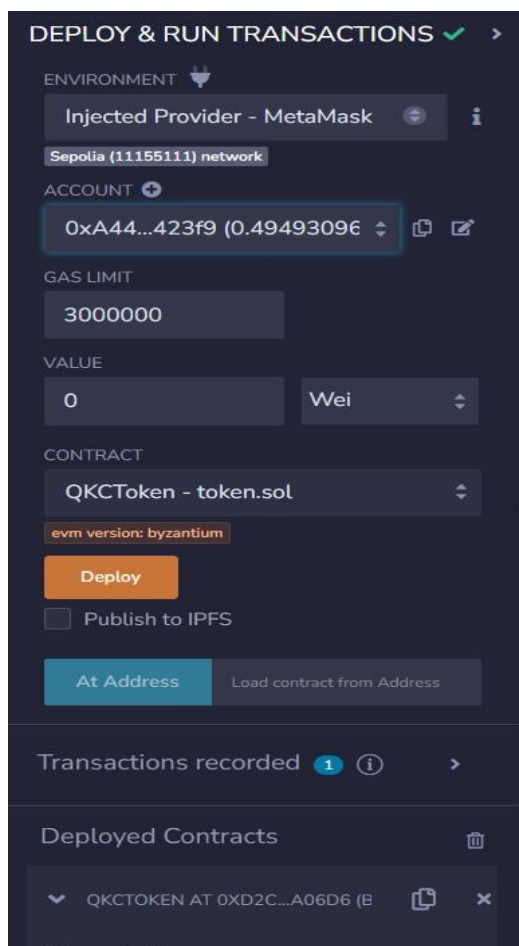 DEPLOY & RUN TRANSACTIONS
ENVIRONMENT
Injected Provider - MetaMask
Sepolia (11155111) network
ACCOUNT
0xA44...423f9 (0.49493096
GAS LIMIT
3000000
VALUE
0 Wei
CONTRACT
QKCToken - token.sol
evm version: byzantium
Deploy
Publish to IPFS
At Address Load contract from Address
Transactions recorded 1
Deployed Contracts
QKCTOKEN AT 0XD2C...A06D6 (B